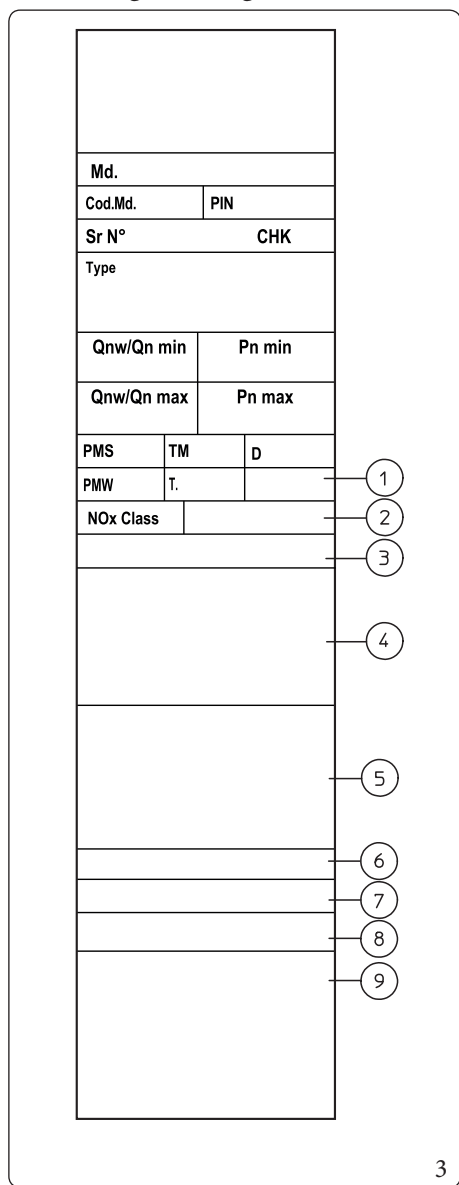 Md.
Cod.Md. PIN
Sr N° CHK
Type
Qnw/Qn min Pn min
Qnw/Qn max Pn max
PMS TM D
PMW T. 1
NOx Class 2
3
4
5
6
7
8
9
3